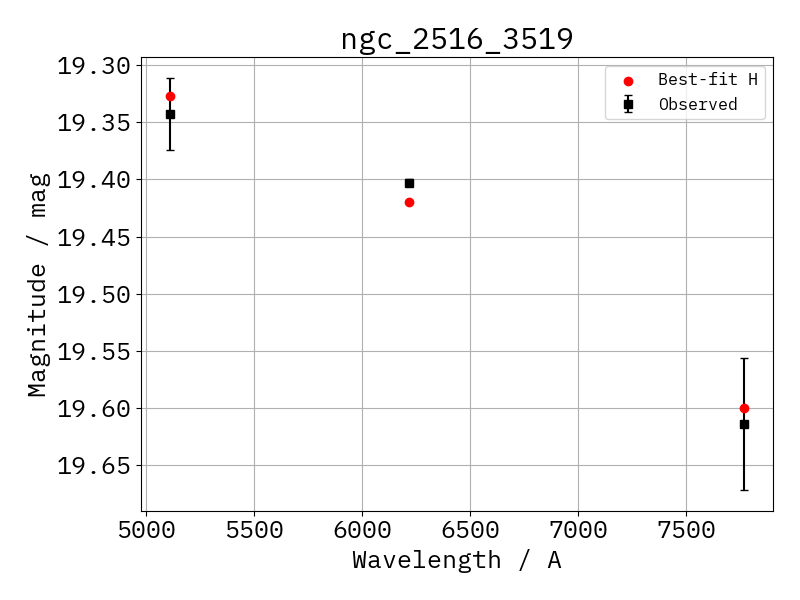 ngc_2516_3519
Best-fit H
Observed
19.30
19.35
19.40
19.45
19.50
19.55
19.60
19.65
Magnitude / mag
5000 5500 6000 6500 7000 7500
Wavelength / A